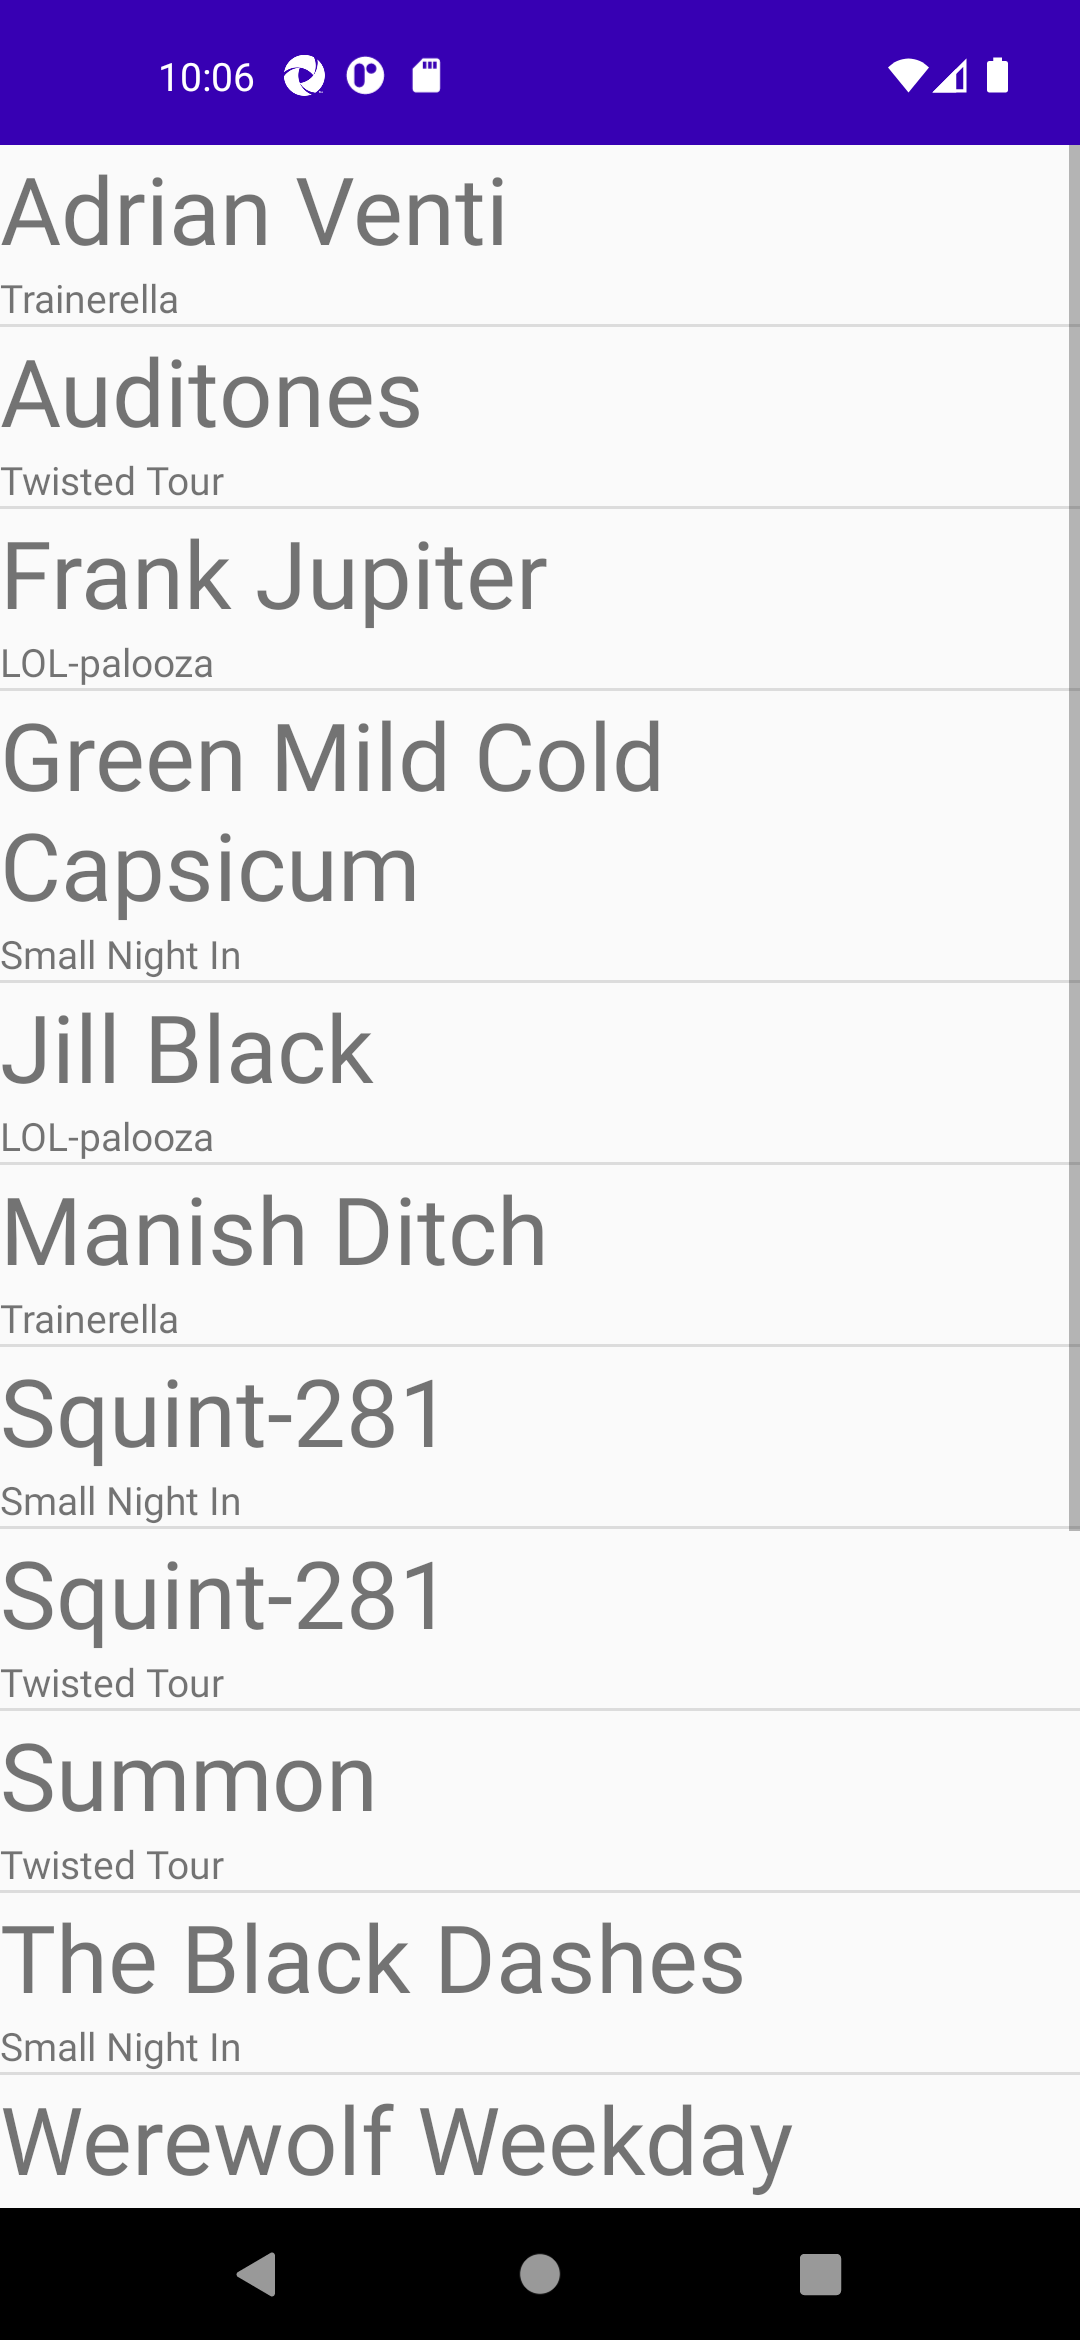 10:06
Adrian Venti
Trainerella
Auditones
Twisted Tour
Frank Jupiter
LOL-palooza
Green Mild Cold
Capsicum
Small Night In
Jill Black
LOL-palooza
Manish Ditch
Trainerella
Squint-281
Small Night In
Squint-281
Twisted Tour
Summon
Twisted Tour
The Black Dashes
Small Night In
Werewolf Weekday